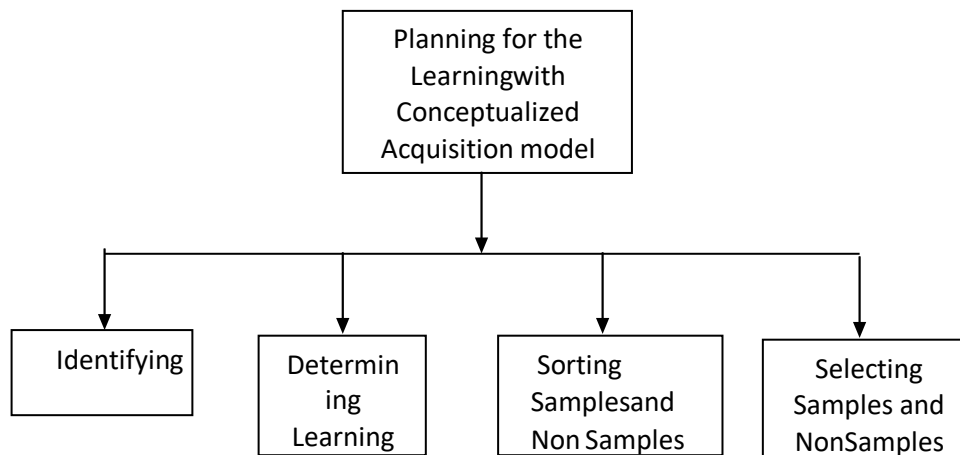 Planning for the
Learningwith
Conceptualized
Acquisition model
Identifying
Determin
ing
Learning
Sorting
Samplesand
Non Samples
Selecting
Samples and
NonSamples